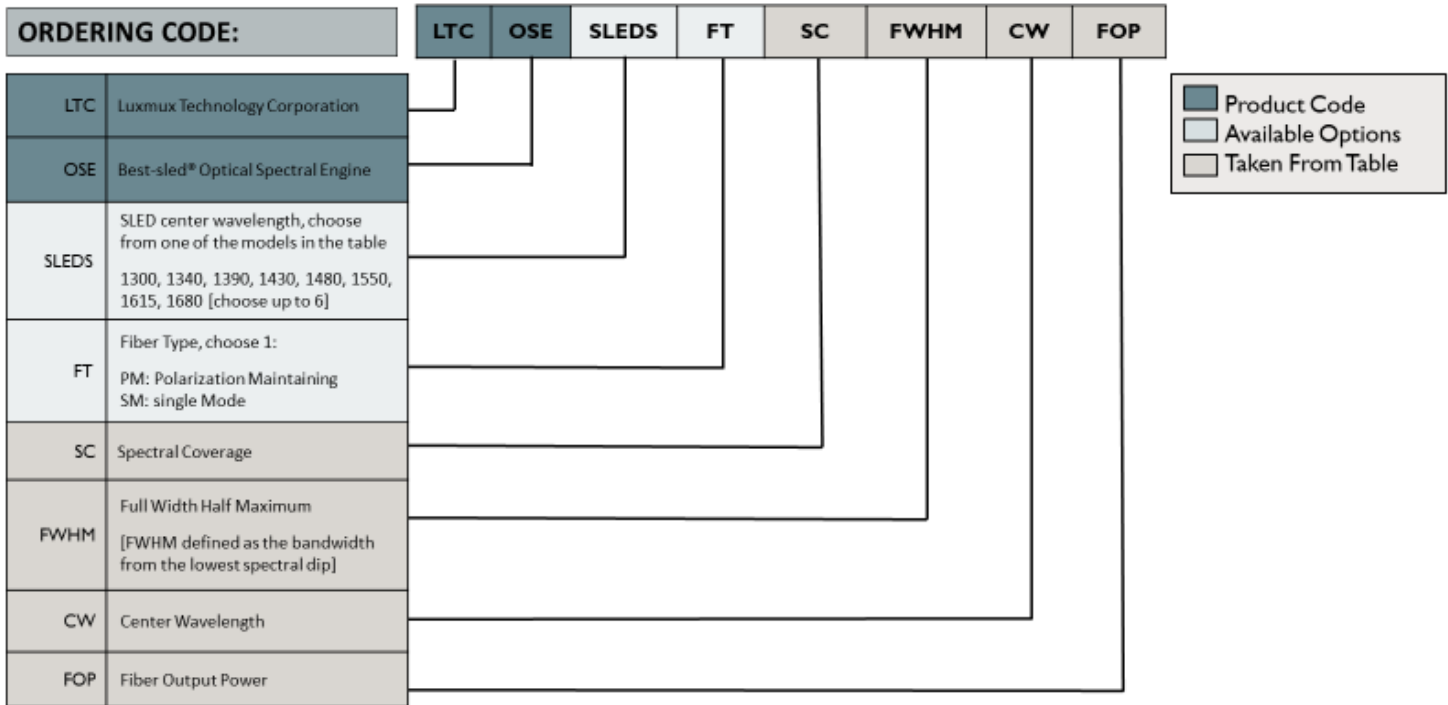 ORDERING CODE:
LTC OSE SLEDS FT SC FWHM CW FOP
LTC Luxmux Technology Corporation
OSE Best-sled® Optical Spectral Engine
SLEDS
SLED center wavelength, choose
from one of the models in the table
1300, 1340, 1390, 1430, 1480, 1550,
1615, 1680 [choose up to 6]
FT
Fiber Type, choose 1:
PM: Polarization Maintaining
SM: single Mode
SC Spectral Coverage
FWHM
Full Width Half Maximum
[FWHM defined as the bandwidth
from the lowest spectral dip]
CW Center Wavelength
FOP Fiber Output Power
Product Code
Available Options
Taken From Table